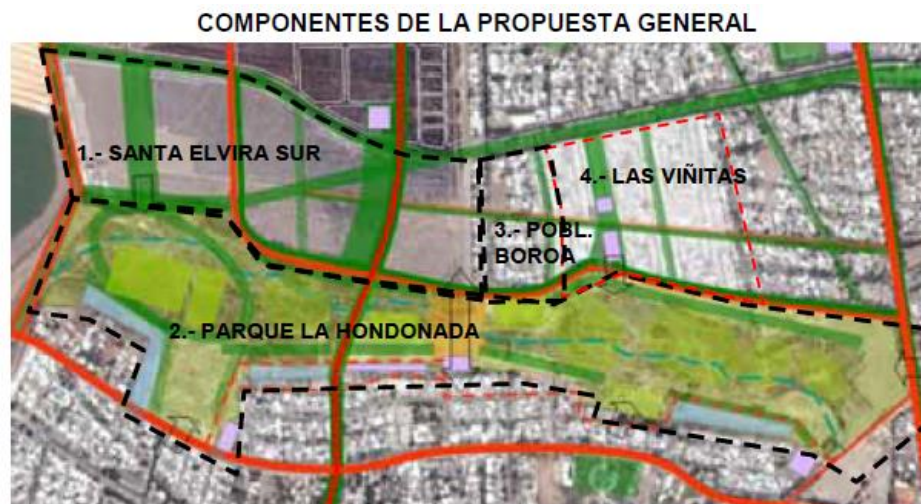 COMPONENTES DE LA PROPUESTA GENERAL
1.- SANTA ELVIRA SUR
4.- LAS VIÑITAS
3.- POBL.
BOROA
2.- PARQUE LA HONDONADA